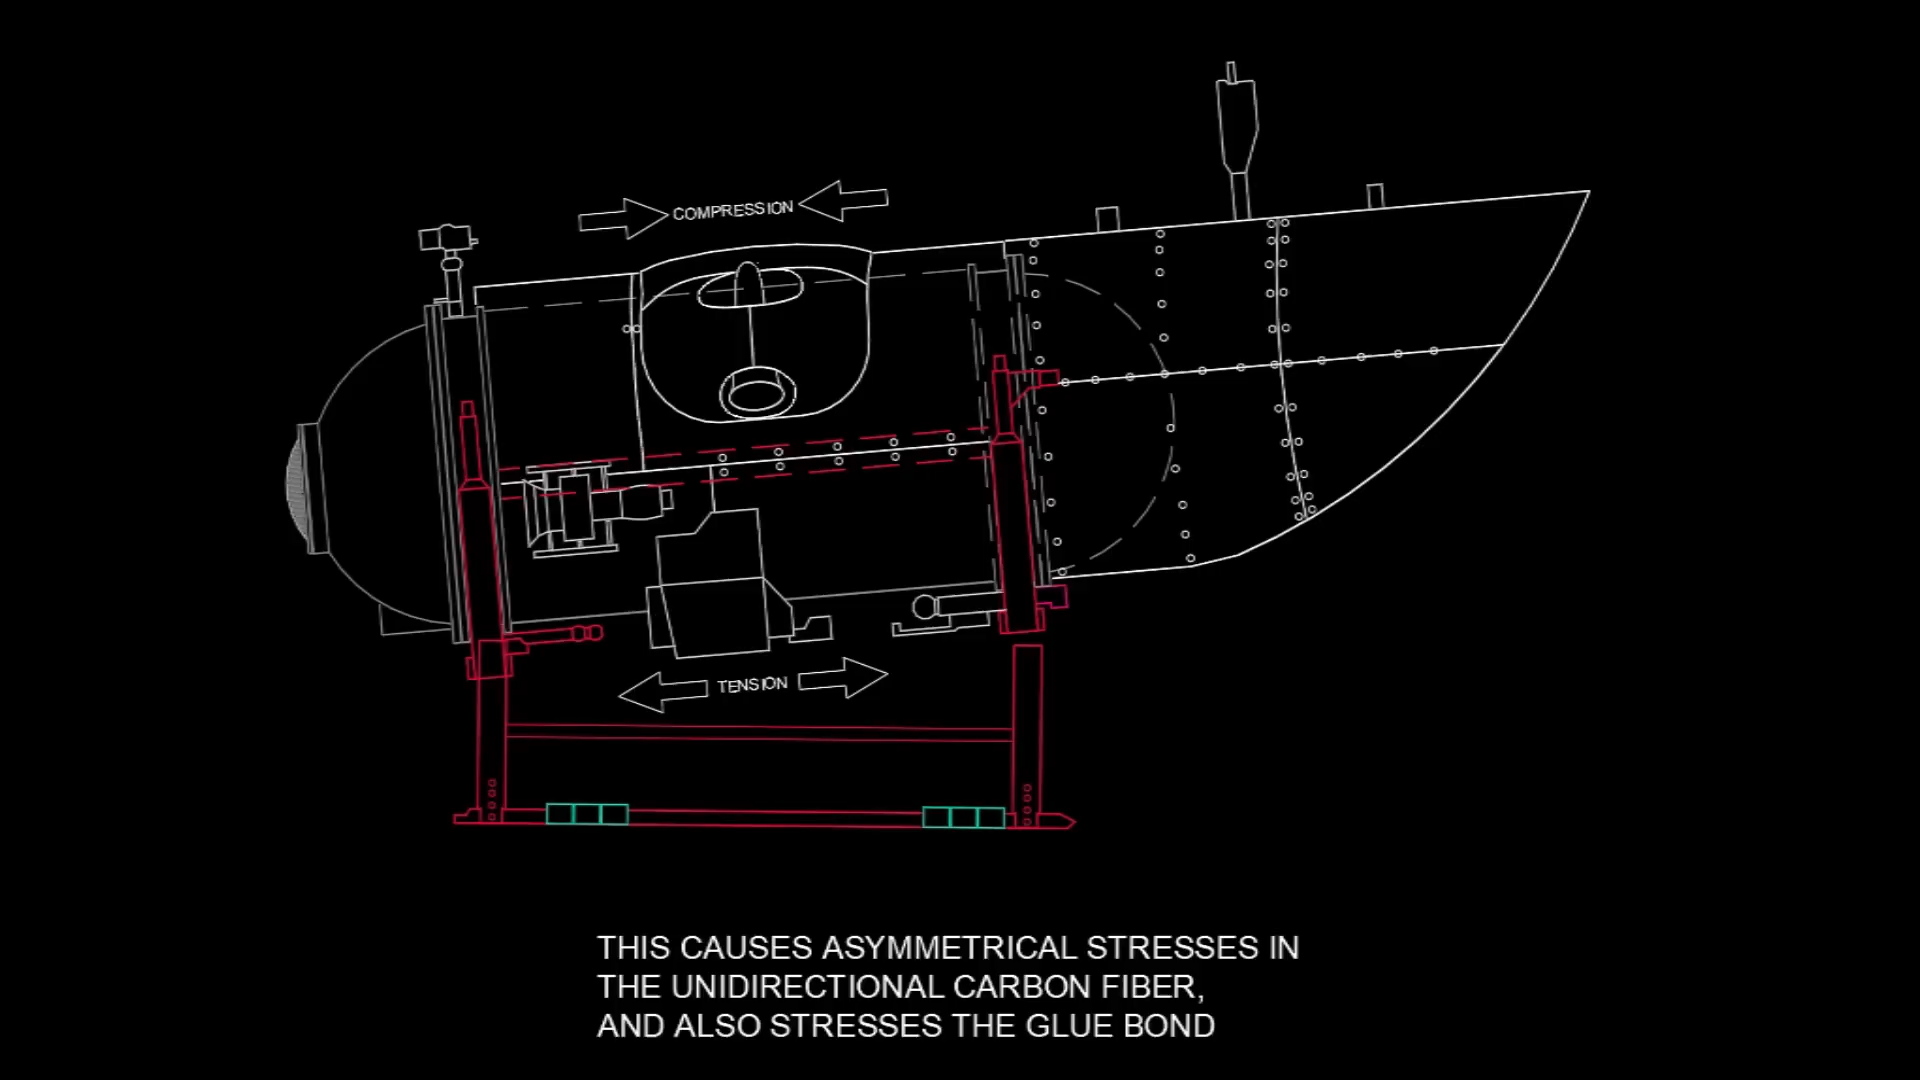 COMPRESSION
TENSION
THIS CAUSES ASYMMETRICAL STRESSES IN
THE UNIDIRECTIONAL CARBON FIBER,
AND ALSO STRESSES THE GLUE BOND